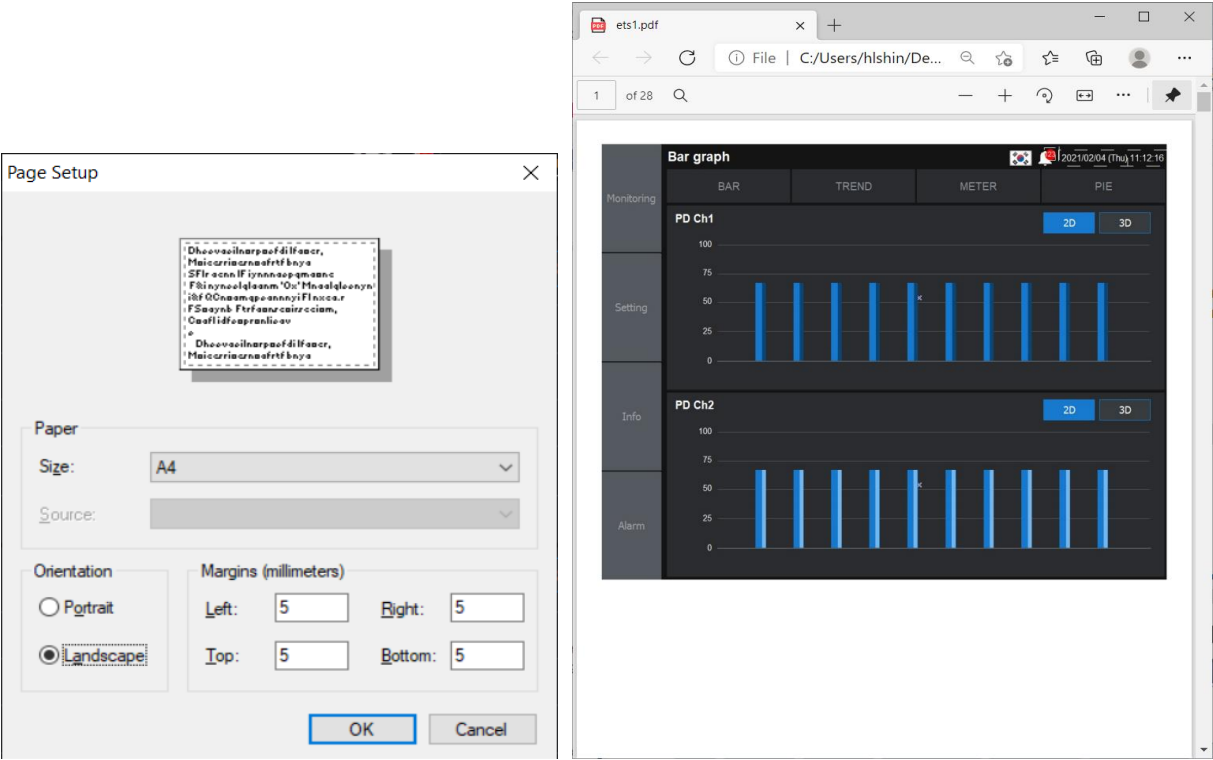 Page Setup
Paper
Size: A4
Source:
Orientation
Portrait
Landscape
Margins (millimeters)
Left: 5 Right: 5
Top: 5 Bottom: 5
OK Cancel
ets1.pdf
File | C:/Users/hlshin/De...
1 of 28
Bar graph
2021/02/04 (Thu) 11:12:16
Monitoring
Setting
Info
Alarm
BAR TREND METER PIE
PD Ch1
2D 3D
100
75
50
25
0
PD Ch2
2D 3D
100
75
50
25
0